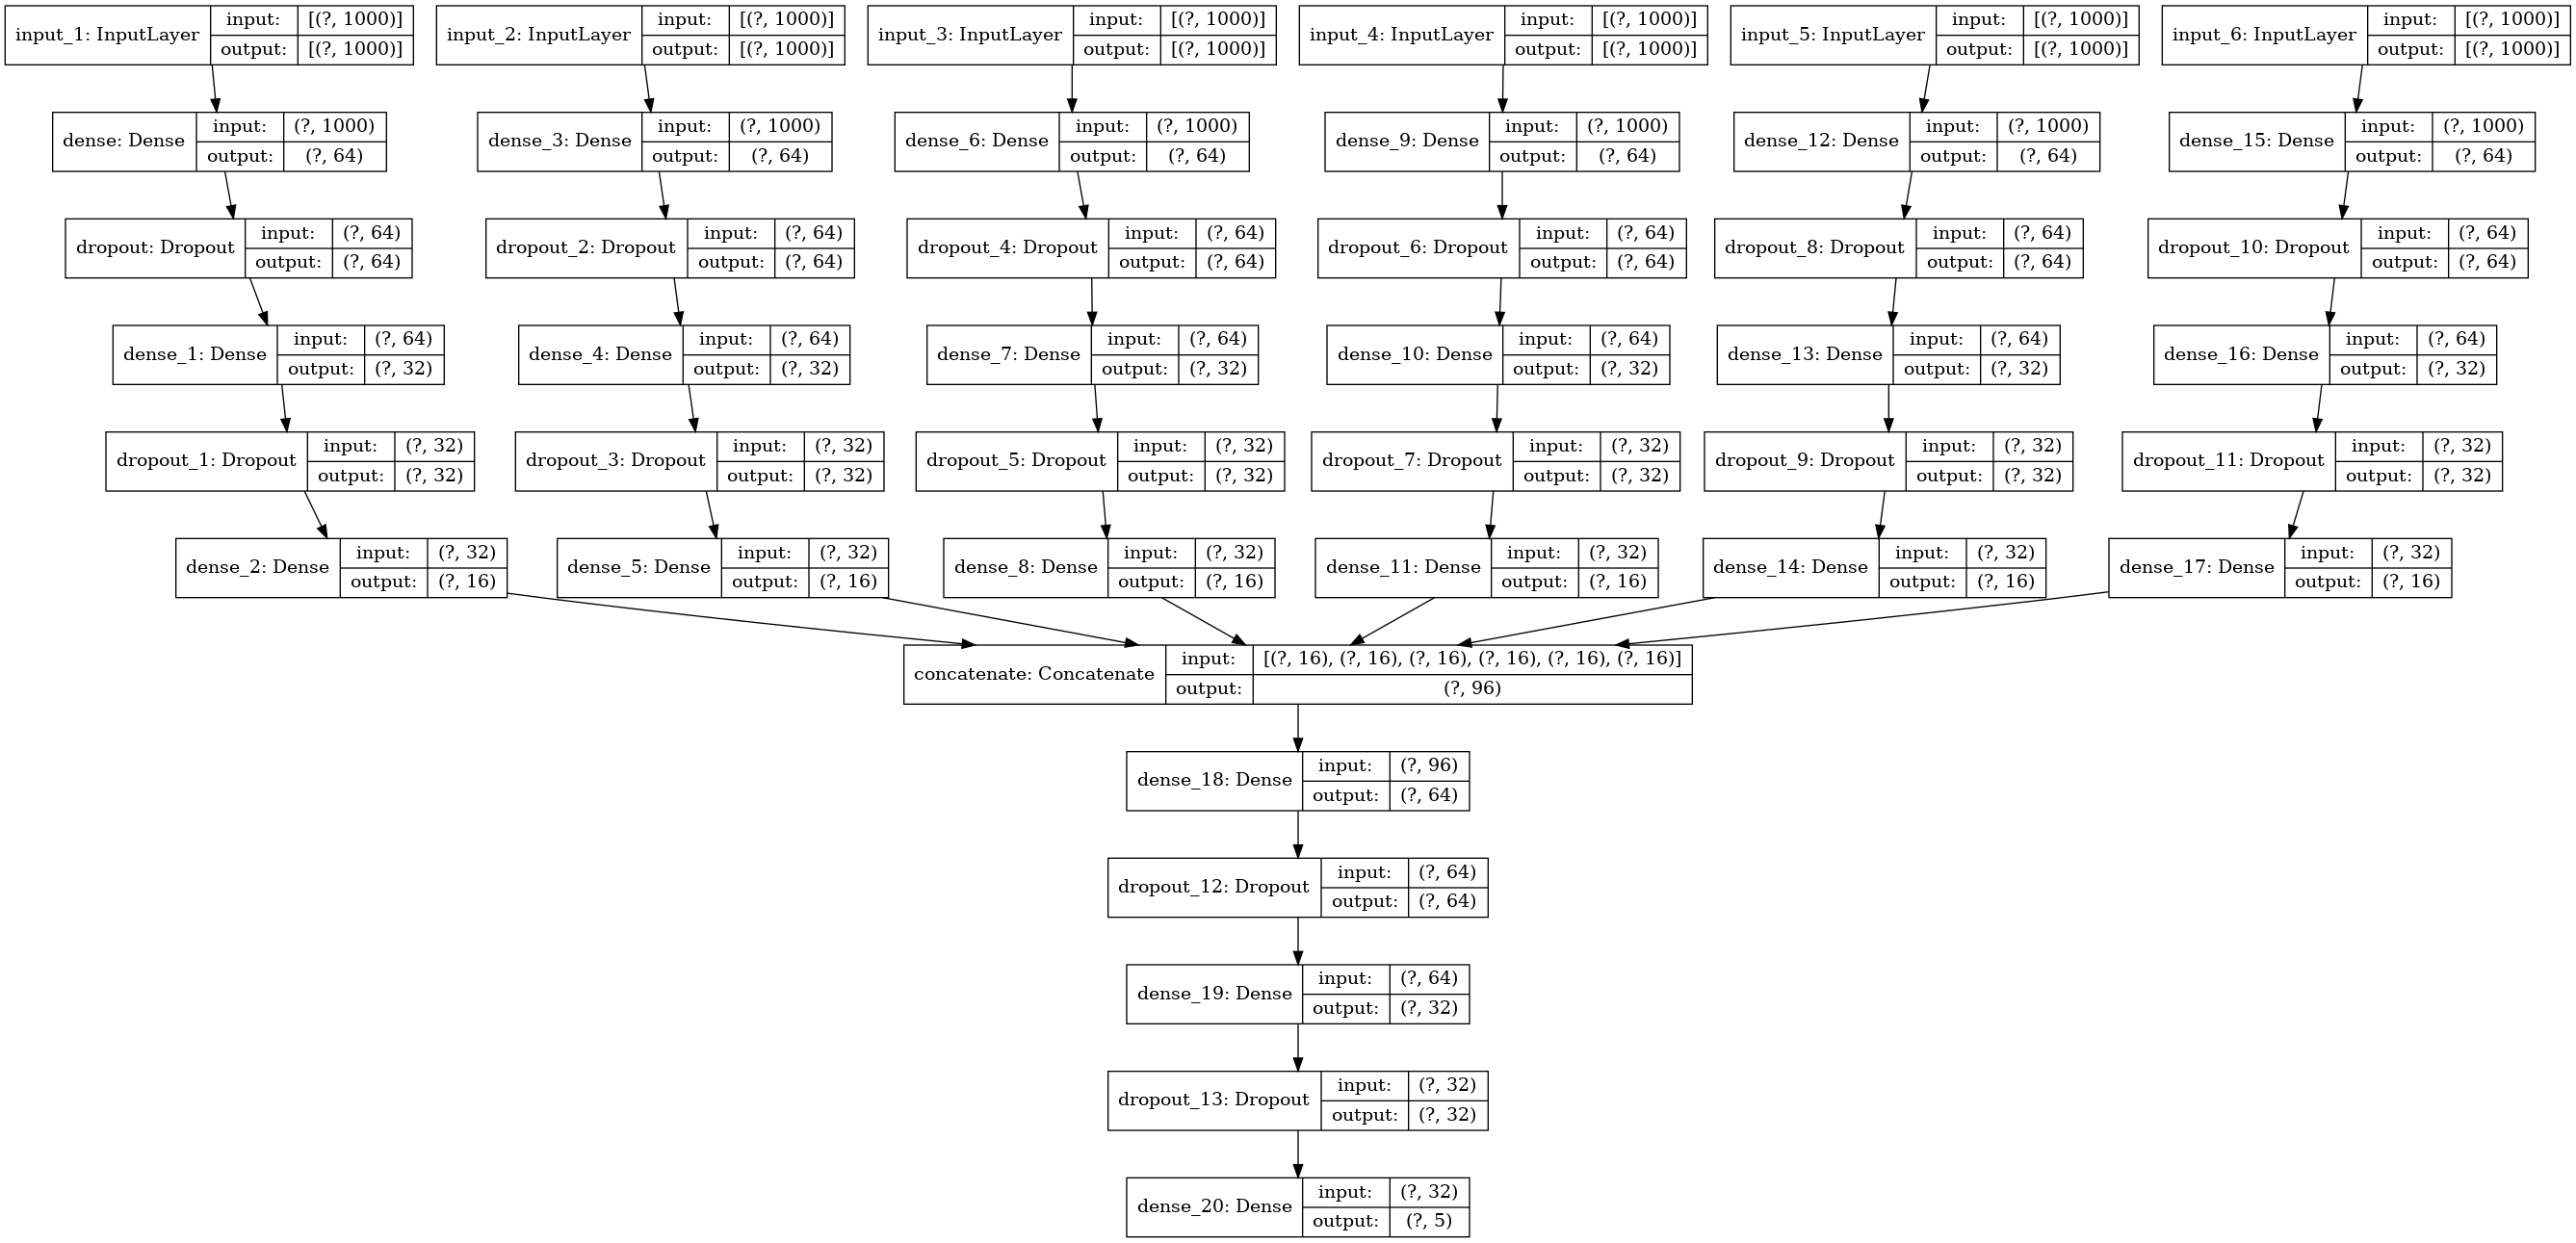 input_1: InputLayer input: [(?, 1000)] output: [(?, 1000)]
input_2: InputLayer input: [(?, 1000)] output: [(?, 1000)]
input_3: InputLayer input: [(?, 1000)] output: [(?, 1000)]
input_4: InputLayer input: [(?, 1000)] output: [(?, 1000)]
input_5: InputLayer input: [(?, 1000)] output: [(?, 1000)]
input_6: InputLayer input: [(?, 1000)] output: [(?, 1000)]
dense: Dense input: (?, 1000) output: (?, 64)
dense_3: Dense input: (?, 1000) output: (?, 64)
dense_6: Dense input: (?, 1000) output: (?, 64)
dense_9: Dense input: (?, 1000) output: (?, 64)
dense_12: Dense input: (?, 1000) output: (?, 64)
dense_15: Dense input: (?, 1000) output: (?, 64)
dropout: Dropout input: (?, 64) output: (?, 64)
dropout_2: Dropout input: (?, 64) output: (?, 64)
dropout_4: Dropout input: (?, 64) output: (?, 64)
dropout_6: Dropout input: (?, 64) output: (?, 64)
dropout_8: Dropout input: (?, 64) output: (?, 64)
dropout_10: Dropout input: (?, 64) output: (?, 64)
dense_1: Dense input: (?, 64) output: (?, 32)
dense_4: Dense input: (?, 64) output: (?, 32)
dense_7: Dense input: (?, 64) output: (?, 32)
dense_10: Dense input: (?, 64) output: (?, 32)
dense_13: Dense input: (?, 64) output: (?, 32)
dense_16: Dense input: (?, 64) output: (?, 32)
dropout_1: Dropout input: (?, 32) output: (?, 32)
dropout_3: Dropout input: (?, 32) output: (?, 32)
dropout_5: Dropout input: (?, 32) output: (?, 32)
dropout_7: Dropout input: (?, 32) output: (?, 32)
dropout_9: Dropout input: (?, 32) output: (?, 32)
dropout_11: Dropout input: (?, 32) output: (?, 32)
dense_2: Dense input: (?, 32) output: (?, 16)
dense_5: Dense input: (?, 32) output: (?, 16)
dense_8: Dense input: (?, 32) output: (?, 16)
dense_11: Dense input: (?, 32) output: (?, 16)
dense_14: Dense input: (?, 32) output: (?, 16)
dense_17: Dense input: (?, 32) output: (?, 16)
concatenate: Concatenate input: [(?, 16), (?, 16), (?, 16), (?, 16), (?, 16), (?, 16)] output: (?, 96)
dense_18: Dense input: (?, 96) output: (?, 64)
dropout_12: Dropout input: (?, 64) output: (?, 64)
dense_19: Dense input: (?, 64) output: (?, 32)
dropout_13: Dropout input: (?, 32) output: (?, 32)
dense_20: Dense input: (?, 32) output: (?, 5)